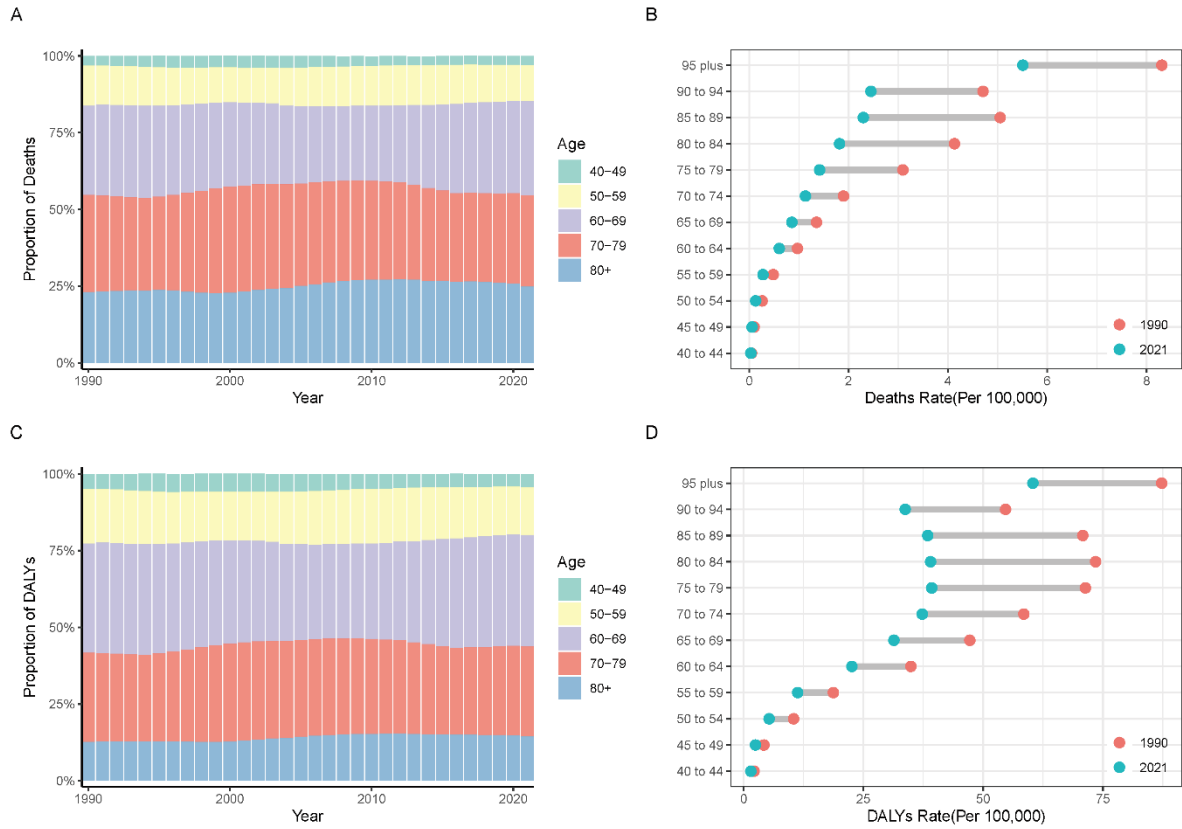 A
100%
75%
50%
25%
0%
Proportion of Deaths
1990
2000
2010
2020
Year
Age
40−49
50−59
60−69
70−79
80+
B
95 plus
90 to 94
85 to 89
80 to 84
75 to 79
70 to 74
65 to 69
60 to 64
55 to 59
50 to 54
45 to 49
40 to 44
1990
2021
0
2
4
6
8
Deaths Rate(Per 100,000)
C
100%
75%
50%
25%
0%
Proportion of DALYs
1990
2000
2010
2020
Year
Age
40−49
50−59
60−69
70−79
80+
D
95 plus
90 to 94
85 to 89
80 to 84
75 to 79
70 to 74
65 to 69
60 to 64
55 to 59
50 to 54
45 to 49
40 to 44
1990
2021
0
25
50
75
DALYs Rate(Per 100,000)